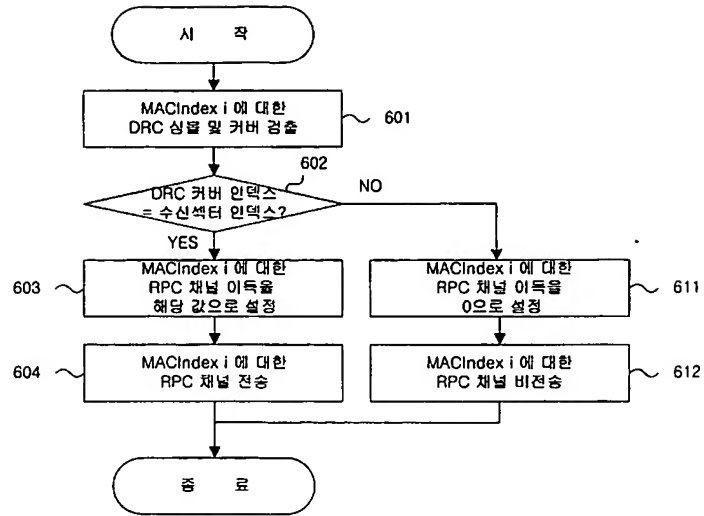 시 작
MACIndex i 에 대한
DRC 심볼 및 커버 검출
601
602
DRC 커버 인덱스
= 수신섹터 인덱스?
NO
YES
603
MACIndex i 에 대한
RPC 채널 이득을
해당 값으로 설정
MACIndex i 에 대한
RPC 채널 이득을
0으로 설정
611
604
MACIndex i 에 대한
RPC 채널 전송
MACIndex i 에 대한
RPC 채널 비전송
612
종 료